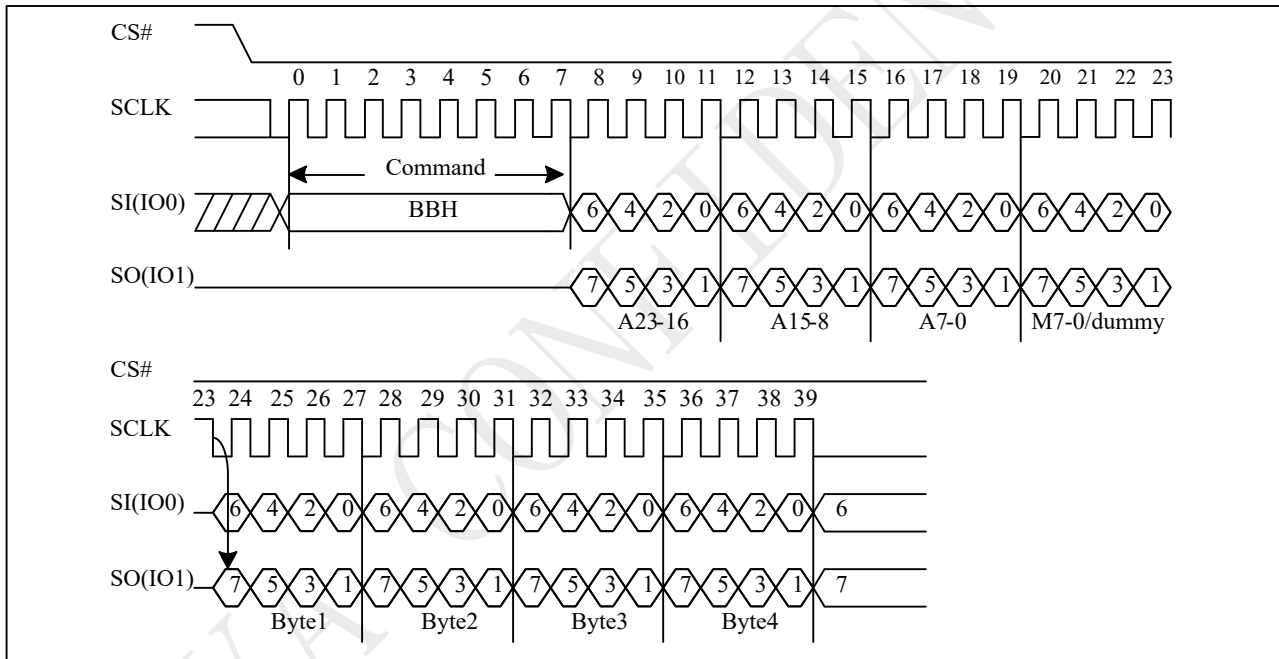 CS#
0 1 2 3 4 5 6 7 8 9 10 11 12 13 14 15 16 17 18 19 20 21 22 23
SCLK
Command
SI(IO0) BBH 6 4 2 0 6 4 2 0 6 4 2 0 6 4 2 0
SO(IO1) 7 5 3 1 7 5 3 1 7 5 3 1 7 5 3 1
A23-16 A15-8 A7-0 M7-0/dummy
CS#
23 24 25 26 27 28 29 30 31 32 33 34 35 36 37 38 39
SCLK
SI(IO0) 6 4 2 0 6 4 2 0 6 4 2 0 6 4 2 0 6
SO(IO1) 7 5 3 1 7 5 3 1 7 5 3 1 7 5 3 1 7
Byte1 Byte2 Byte3 Byte4